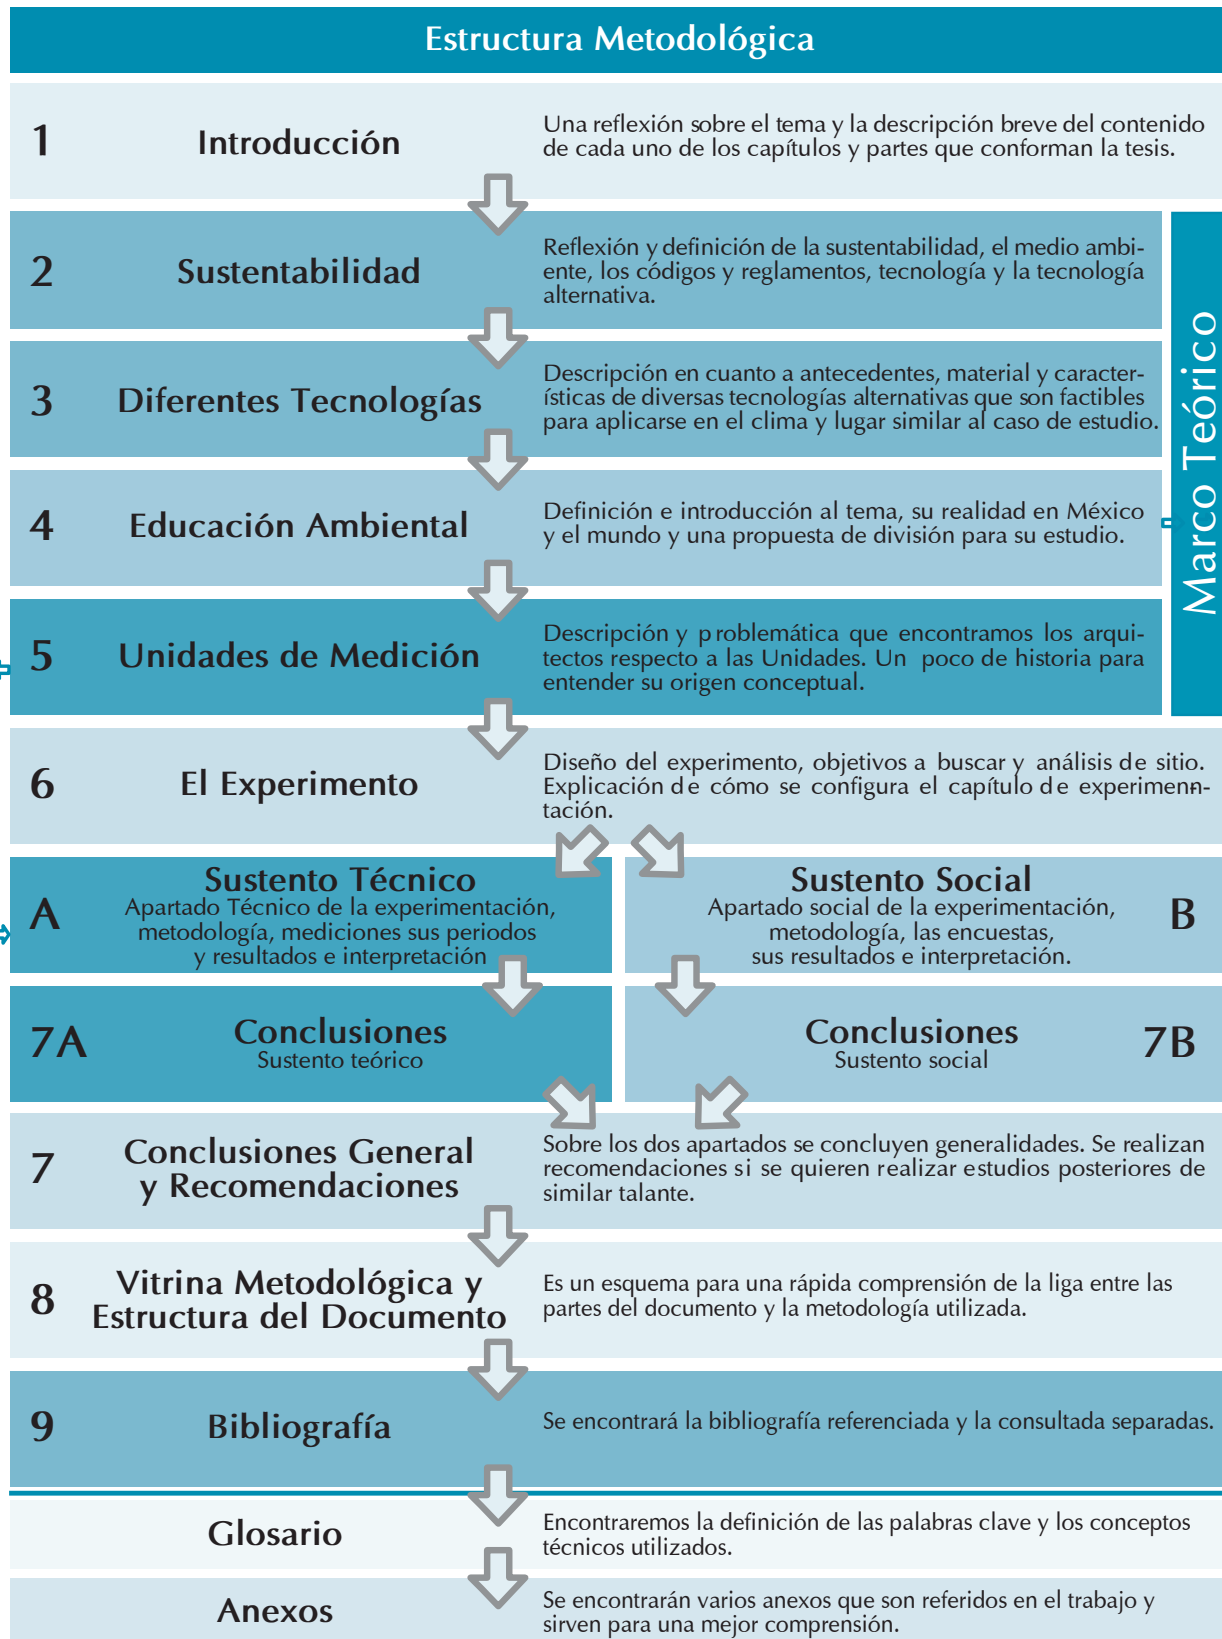 Estructura Metodológica
1
Introducción
Una reflexión sobre el tema y la descripción breve del contenido
de cada uno de los capítulos y partes que conforman la tesis.
2
Sustentabilidad
Reflexión y definición de la sustentabilidad, el medio ambi-
ente, los códigos y reglamentos, tecnología y la tecnología
alternativa.
3
Diferentes Tecnologías
Descripción en cuanto a antecedentes, material y caracter-
ísticas de diversas tecnologías alternativas que son factibles
para aplicarse en el clima y lugar similar al caso de estudio.
4
Educación Ambiental
Definición e introducción al tema, su realidad en México
y el mundo y una propuesta de división para su estudio.
5
Unidades de Medición
Descripción y problemática que encontramos los arqui-
tectos respecto a las Unidades. Un poco de historia para
entender su origen conceptual.
Marco Teórico
6
El Experimento
Diseño del experimento, objetivos a buscar y análisis de sitio.
Explicación de cómo se configura el capítulo de experimenn-
tación.
A
Sustento Técnico
Apartado Técnico de la experimentación,
metodología, mediciones sus periodos
y resultados e interpretación
Sustento Social
Apartado social de la experimentación,
metodología, las encuestas,
sus resultados e interpretación.
B
7A
Conclusiones
Sustento teórico
Conclusiones
Sustento social
7B
7
Conclusiones General
y Recomendaciones
Sobre los dos apartados se concluyen generalidades. Se realizan
recomendaciones si se quieren realizar estudios posteriores de
similar talante.
8
Vitrina Metodológica y
Estructura del Documento
Es un esquema para una rápida comprensión de la liga entre las
partes del documento y la metodología utilizada.
9
Bibliografía
Se encontrará la bibliografía referenciada y la consultada separadas.
Glosario
Encontraremos la definición de las palabras clave y los conceptos
técnicos utilizados.
Anexos
Se encontrarán varios anexos que son referidos en el trabajo y
sirven para una mejor comprensión.